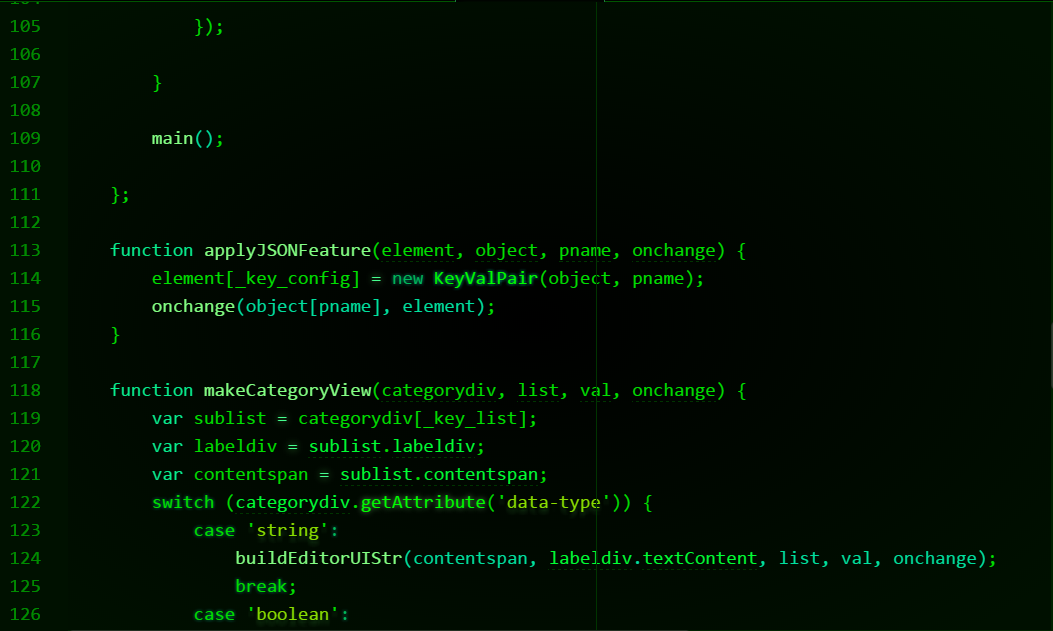 105 });
106
107 }
108
109 main();
110
111 };
112
113 function applyJSONFeature(element, object, pname, onchange) {
114 element[_key_config] = new KeyValPair(object, pname);
115 onchange(object[pname], element);
116 }
117
118 function makeCategoryView(categorydiv, list, val, onchange) {
119 var sublist = categorydiv[_key_list];
120 var labeldiv = sublist.labeldiv;
121 var contentspan = sublist.contentspan;
122 switch (categorydiv.getAttribute('data-type')) {
123 case 'string':
124 buildEditorUIStr(contentspan, labeldiv.textContent, list, val, onchange);
125 break;
126 case 'boolean':